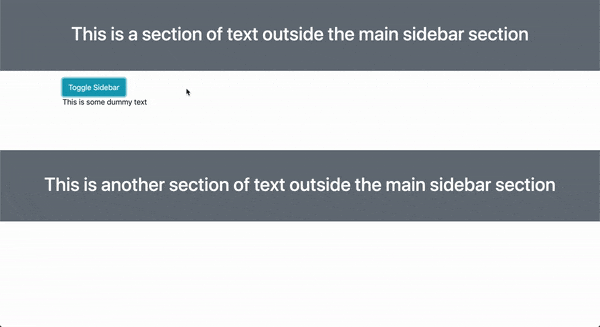 This is a section of text outside the main sidebar section
Toggle Sidebar
This is some dummy text
This is another section of text outside the main sidebar section